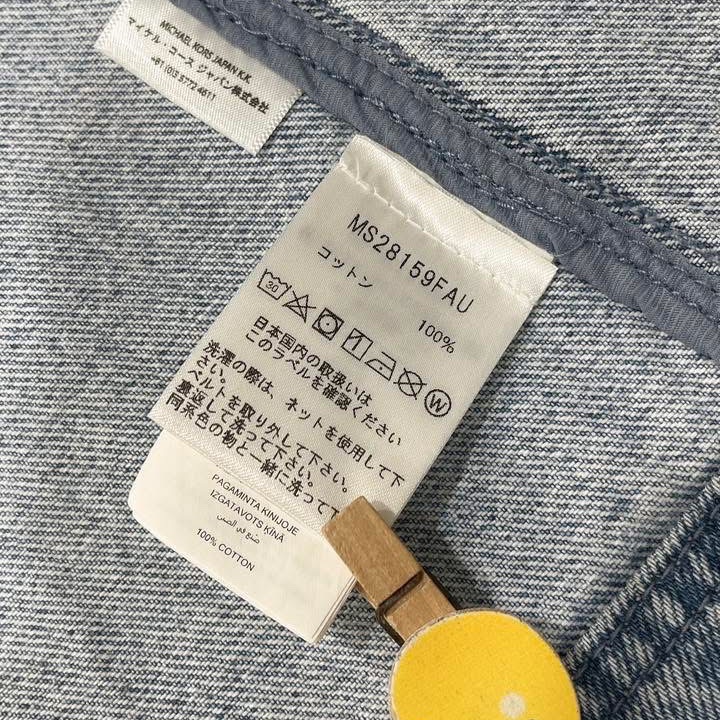 MICHAEL KORS JAPAN K.K.
マイケル・コース ジャパン株式会社
+81 (0)3 5772 4611
MS28159FAU
コットン
100%
30
W
日本国内の取扱いは
このラベルを確認ください
さい。
洗濯の際は、ネットを使用して下
さい。
ベルトを取り外して下さい。
裏返して洗って下さい。
同系色の物と一緒に洗って下
PAGAMINTA KINIJOJE
IZGATAVOTS ĶĪNĀ
صنع في الصين
100% COTTON